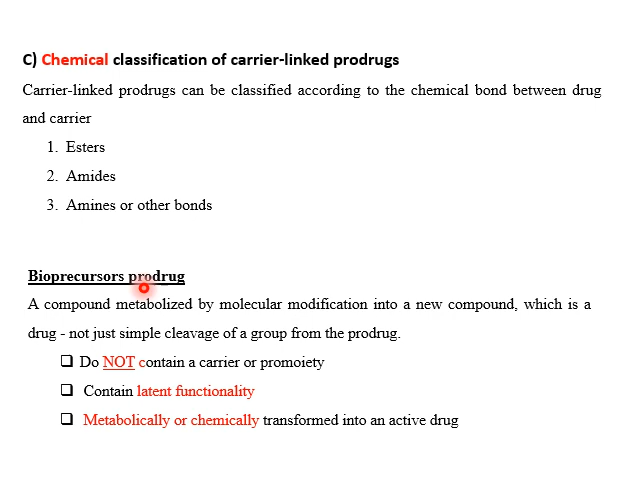 C) Chemical classification of carrier-linked prodrugs
Carrier-linked prodrugs can be classified according to the chemical bond between drug
and carrier
1. Esters
2. Amides
3. Amines or other bonds
Bioprecursors prodrug
A compound metabolized by molecular modification into a new compound, which is a
drug - not just simple cleavage of a group from the prodrug.
❑ Do NOT contain a carrier or promoiety
❑ Contain latent functionality
❑ Metabolically or chemically transformed into an active drug